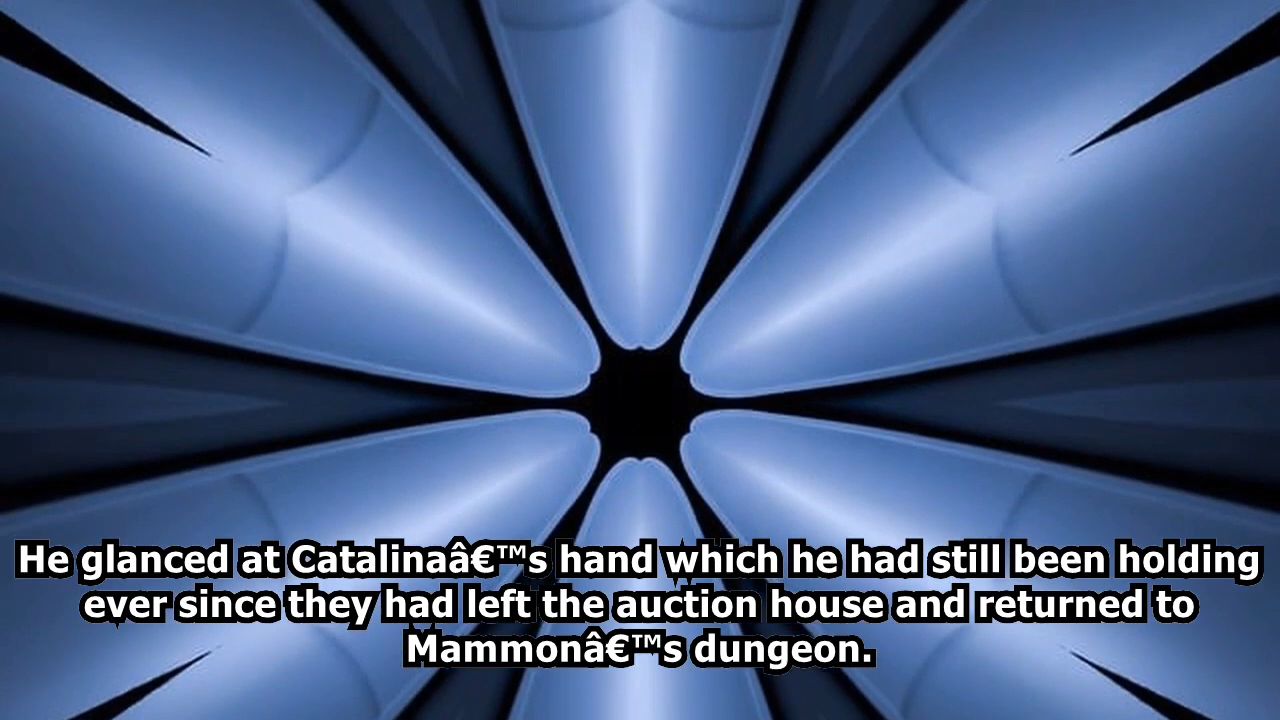 He glanced at Catalinaâ€™s hand which he had still been holding
ever since they had left the auction house and returned to
Mammonâ€™s dungeon.